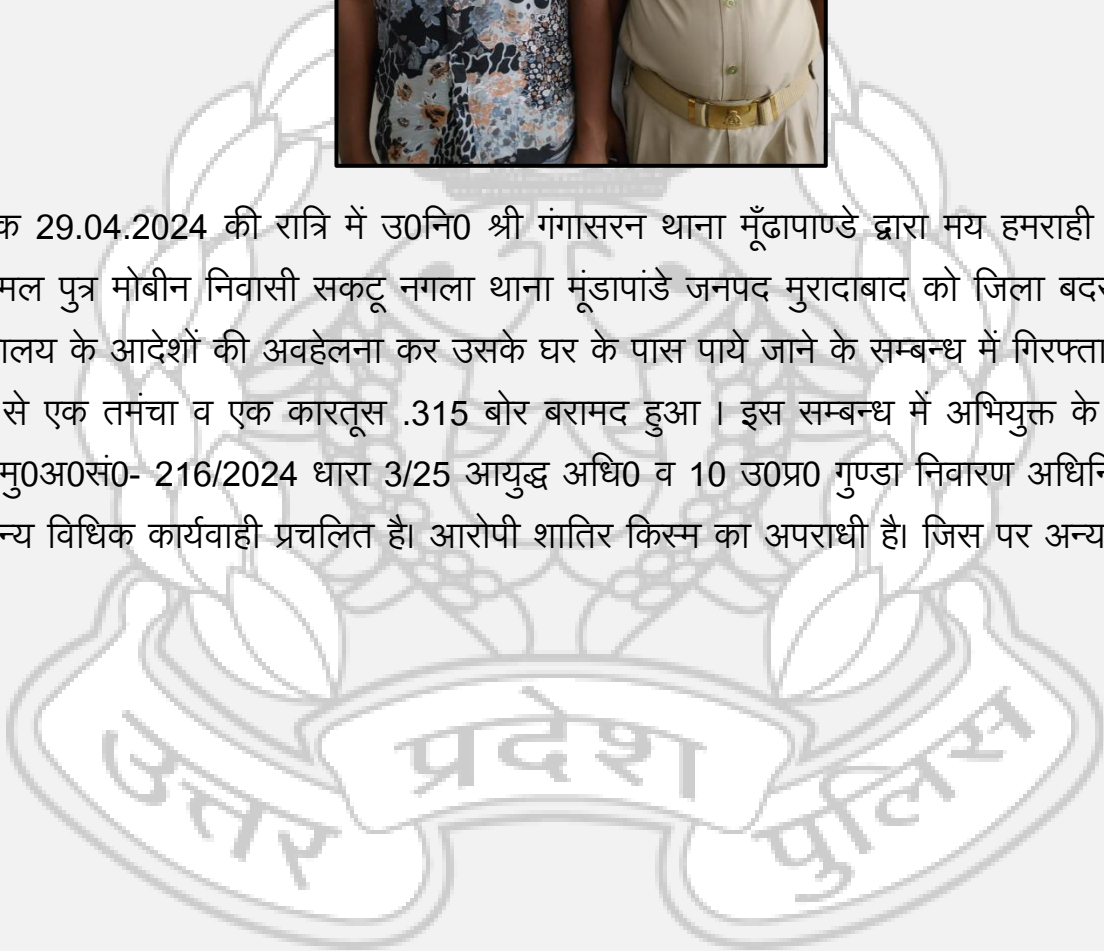 क 29.04.2024 की रात्रि में उ0नि0 श्री गंगासरन थाना मूँढापाण्डे द्वारा मय हमराही
मल पुत्र मोबीन निवासी सकटू नगला थाना मूंडापांडे जनपद मुरादाबाद को जिला बदर
ालय के आदेशों की अवहेलना कर उसके घर के पास पाये जाने के सम्बन्ध में गिरफ्ता
से एक तमंचा व एक कारतूस .315 बोर बरामद हुआ । इस सम्बन्ध में अभियुक्त के
मु0अ0सं0- 216/2024 धारा 3/25 आयुद्ध अधि0 व 10 उ0प्र0 गुण्डा निवारण अधिनि
न्य विधिक कार्यवाही प्रचलित है। आरोपी शातिर किस्म का अपराधी है। जिस पर अन्य
उत्तर प्रदेश पुलिस